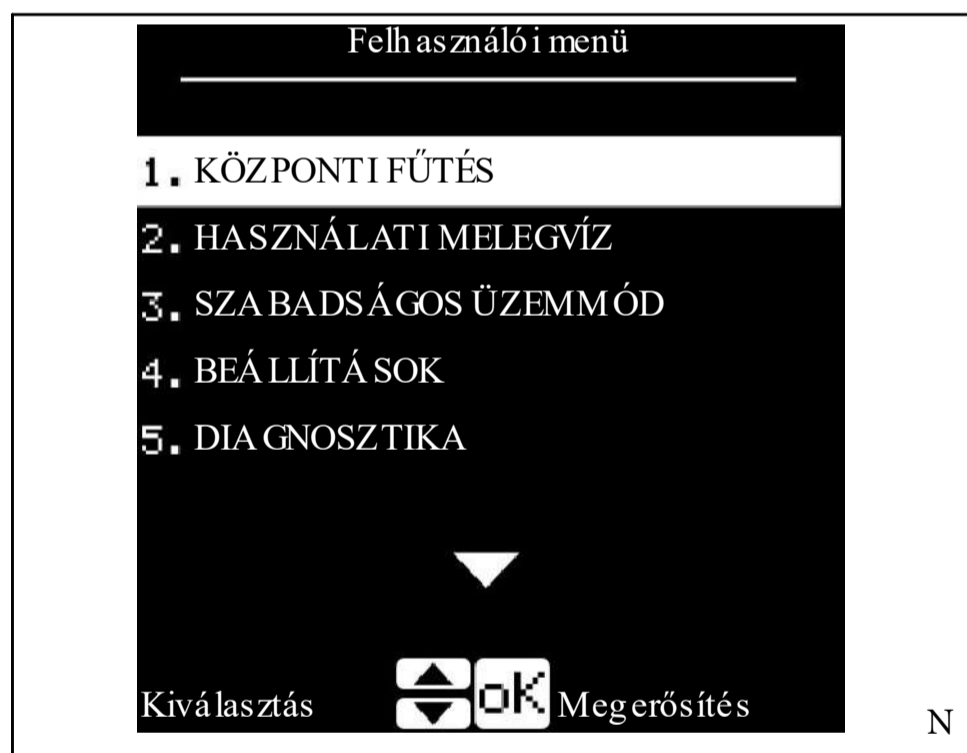 Felhasználói menü
1. KÖZPONTI FŰTÉS
2. HASZNÁLATI MELEGVÍZ
3. SZABADSÁGOS ÜZEMMÓD
4. BEÁLLÍTÁSOK
5. DIAGNOSZTIKA
Kiválasztás oK Megerősítés
N